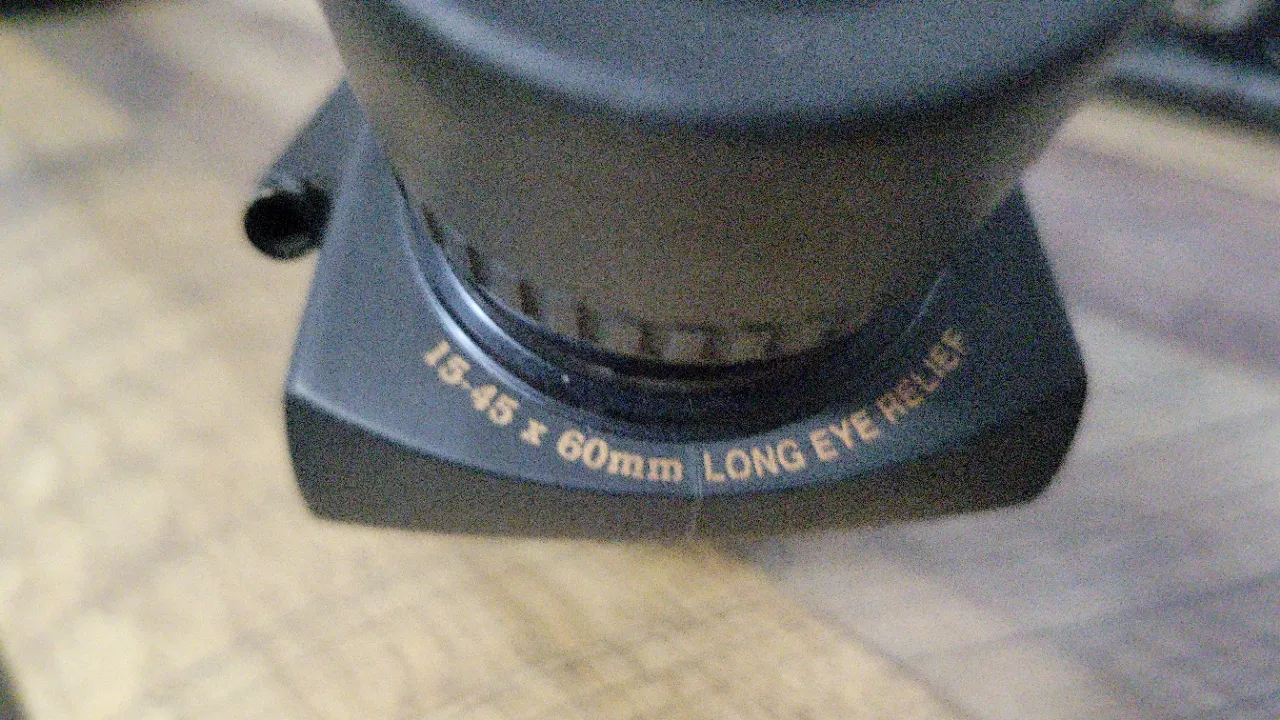 15-45 x 60mm LONG EYE RELIEF